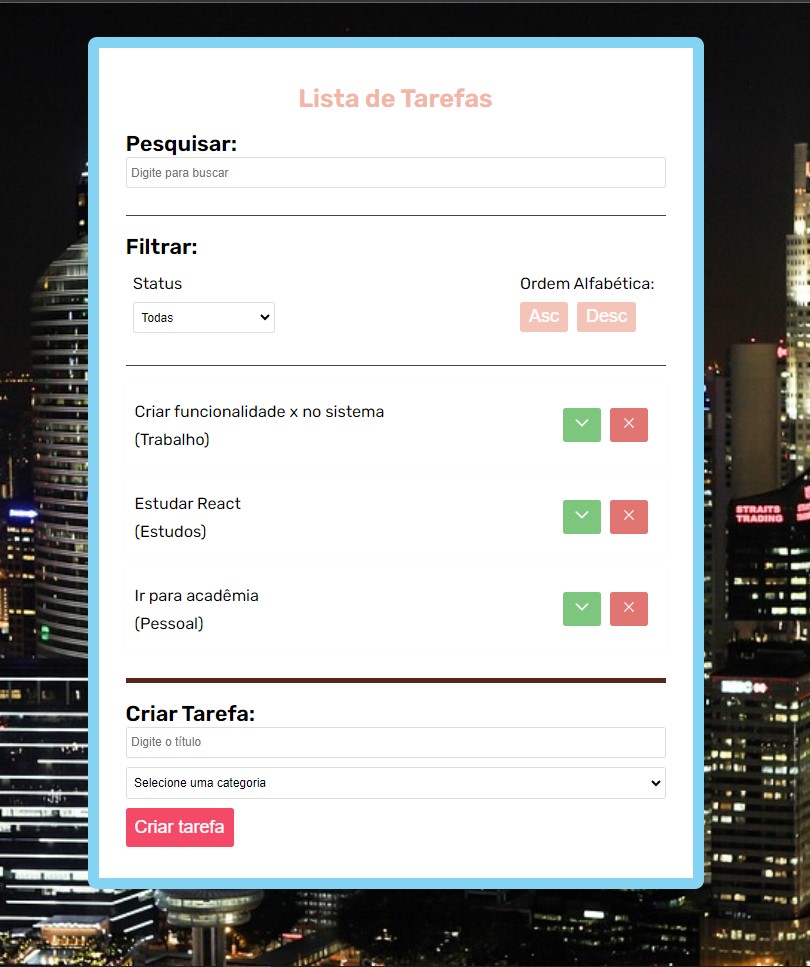 Lista de Tarefas
Pesquisar:
Digite para buscar
Filtrar:
Status
Ordem Alfabética:
Todas
Asc
Desc
Criar funcionalidade x no sistema
(Trabalho)
Estudar React
(Estudos)
STRAITS
TRADING
Ir para acadêmia
(Pessoal)
Criar Tarefa:
Digite o título
Selecione uma categoria
Criar tarefa